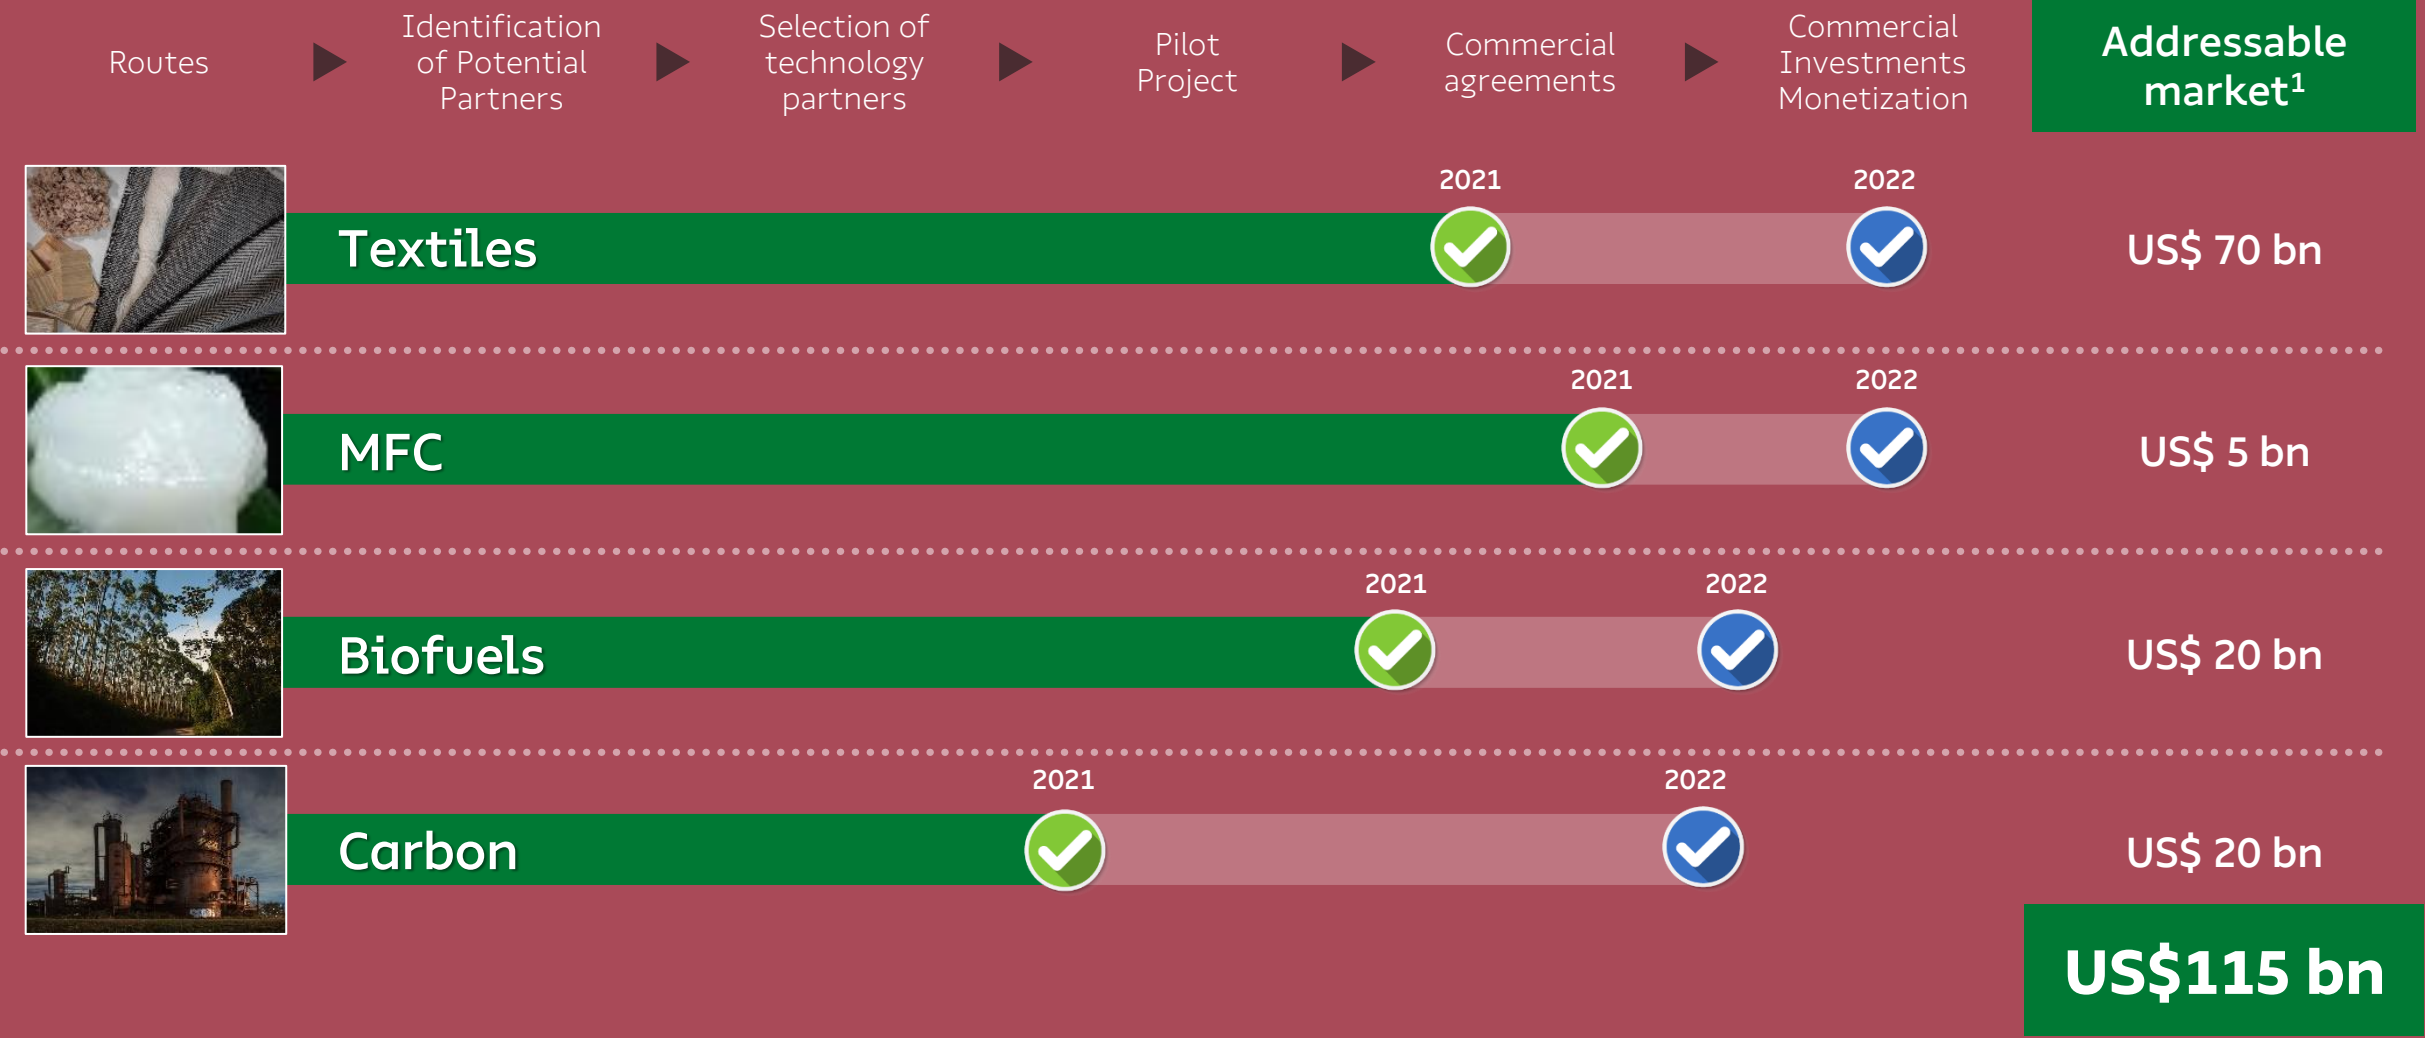 Routes
Identification
of Potential
Partners
Selection of
technology
partners
Pilot
Project
Commercial
agreements
Commercial
Investments
Monetization
Addressable
market¹
2021
2022
Textiles
US$ 70 bn
2021
2022
MFC
US$ 5 bn
2021
2022
Biofuels
US$ 20 bn
2021
2022
Carbon
US$ 20 bn
US$115 bn